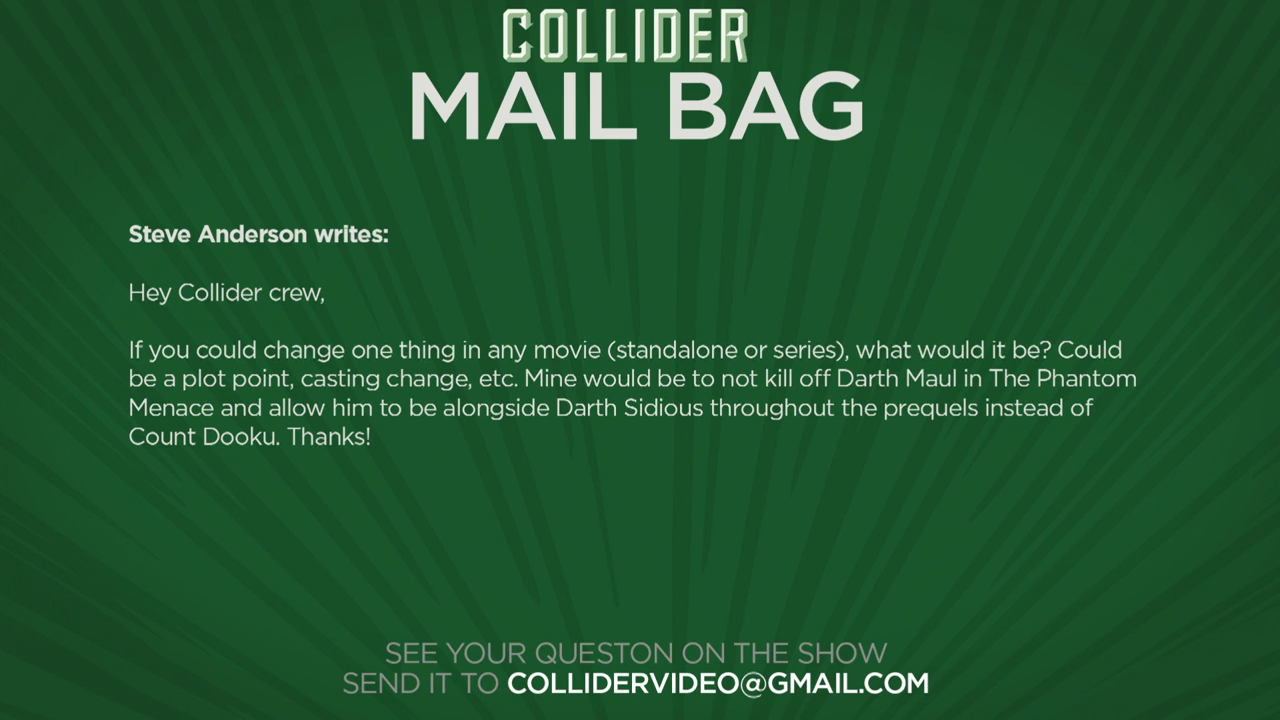 COLLIDER
MAIL BAG
Steve Anderson writes:
Hey Collider crew,
If you could change one thing in any movie (standalone or series), what would it be? Could
be a plot point, casting change, etc. Mine would be to not kill off Darth Maul in The Phantom
Menace and allow him to be alongside Darth Sidious throughout the prequels instead of
Count Dooku. Thanks!
SEE YOUR QUESTON ON THE SHOW
SEND IT TO COLLIDERVIDEO@GMAIL.COM